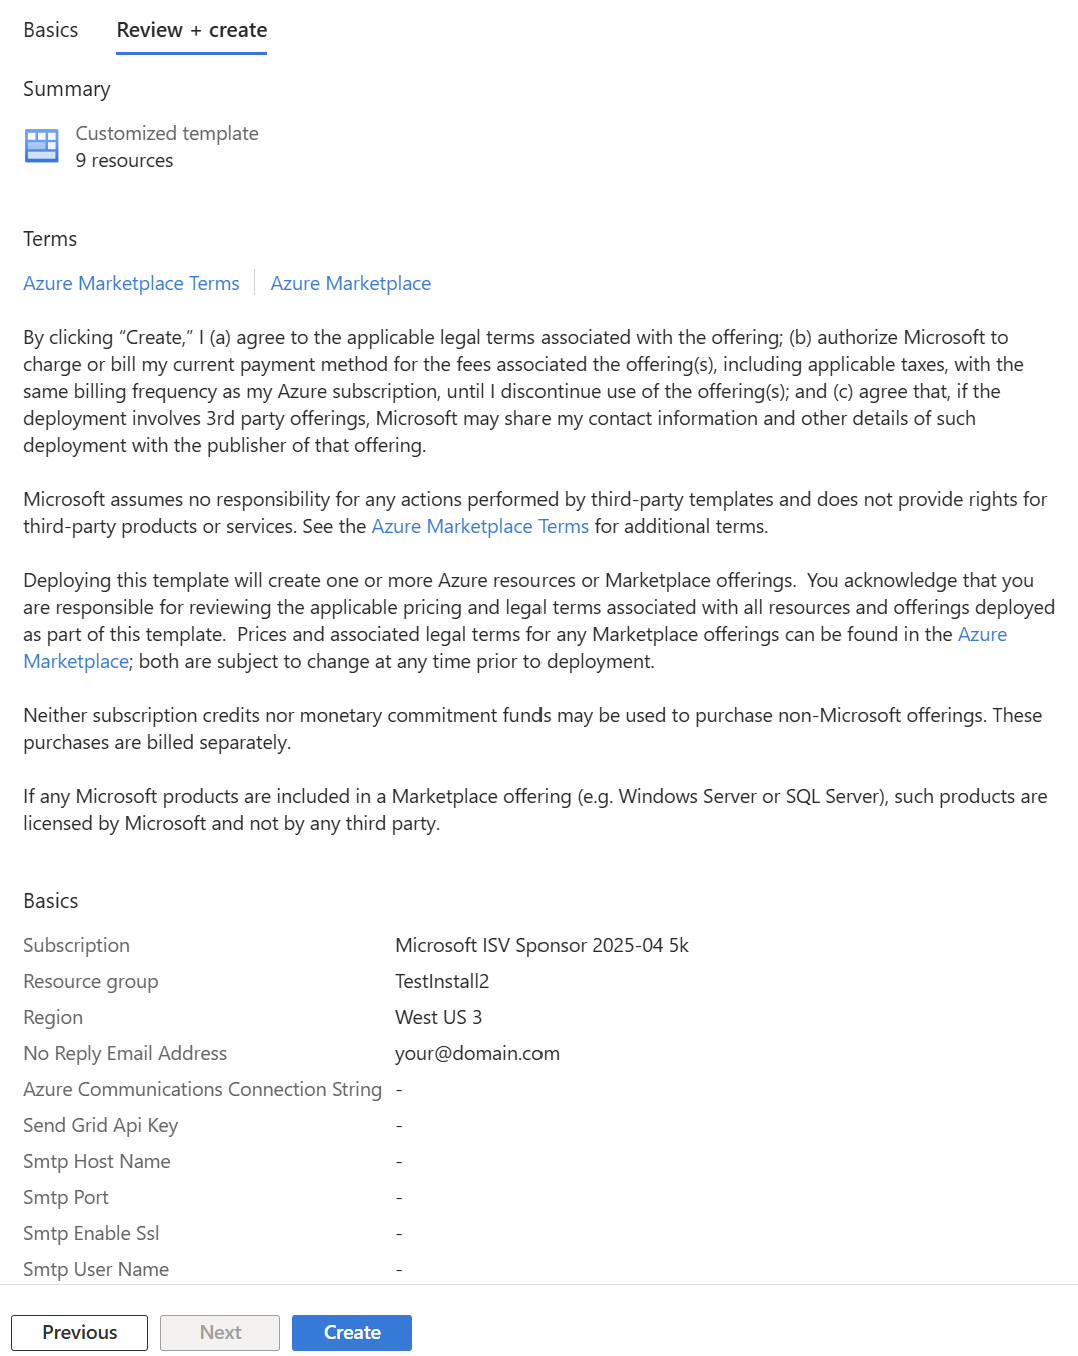 Basics
Review + create
Summary
Customized template
9 resources
Terms
Azure Marketplace Terms
Azure Marketplace
By clicking “Create,” I (a) agree to the applicable legal terms associated with the offering; (b) authorize Microsoft to
charge or bill my current payment method for the fees associated the offering(s), including applicable taxes, with the
same billing frequency as my Azure subscription, until I discontinue use of the offering(s); and (c) agree that, if the
deployment involves 3rd party offerings, Microsoft may share my contact information and other details of such
deployment with the publisher of that offering.
Microsoft assumes no responsibility for any actions performed by third-party templates and does not provide rights for
third-party products or services. See the Azure Marketplace Terms for additional terms.
Deploying this template will create one or more Azure resources or Marketplace offerings.  You acknowledge that you
are responsible for reviewing the applicable pricing and legal terms associated with all resources and offerings deployed
as part of this template.  Prices and associated legal terms for any Marketplace offerings can be found in the Azure
Marketplace; both are subject to change at any time prior to deployment.
Neither subscription credits nor monetary commitment funds may be used to purchase non-Microsoft offerings. These
purchases are billed separately.
If any Microsoft products are included in a Marketplace offering (e.g. Windows Server or SQL Server), such products are
licensed by Microsoft and not by any third party.
Basics
Subscription Microsoft ISV Sponsor 2025-04 5k
Resource group TestInstall2
Region West US 3
No Reply Email Address your@domain.com
Azure Communications Connection String -
Send Grid Api Key -
Smtp Host Name -
Smtp Port -
Smtp Enable Ssl -
Smtp User Name -
Previous
Next
Create